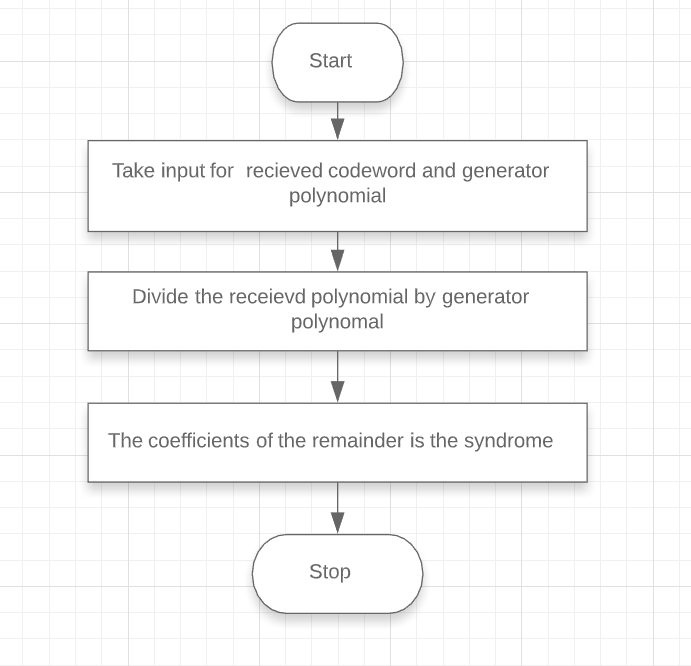 Start
Take input for  recieved codeword and generator
polynomial
Divide the receievd polynomial by generator
polynomal
The coefficients of the remainder is the syndrome
Stop